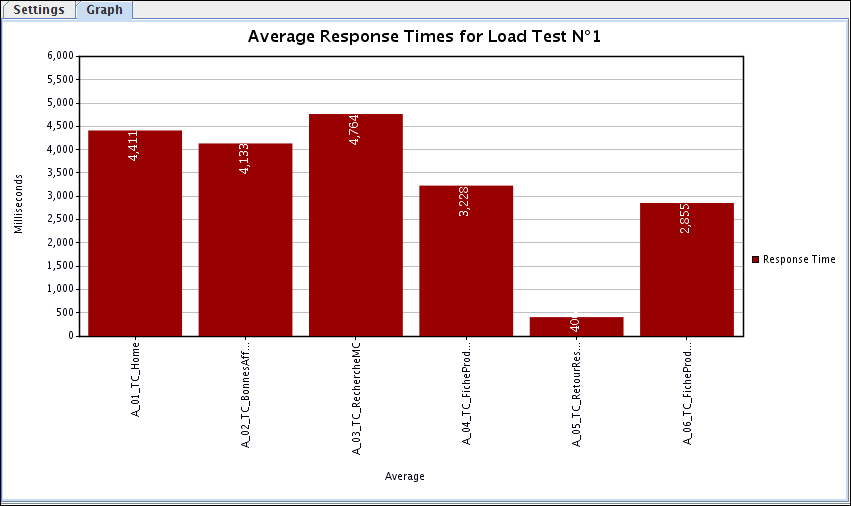 Settings Graph
Average Response Times for Load Test N°1
6,000
5,500
5,000
4,500
4,000
3,500
3,000
2,500
2,000
1,500
1,000
500
0
Milliseconds
4,411
4,133
4,764
3,228
2,855
Response Time
A_01_TC_Home
A_02_TC_BonnesAff...
A_03_TC_RechercheMC
A_04_TC_FicheProd...
A_05_TC_RetourRes...
A_06_TC_FicheProd...
Average